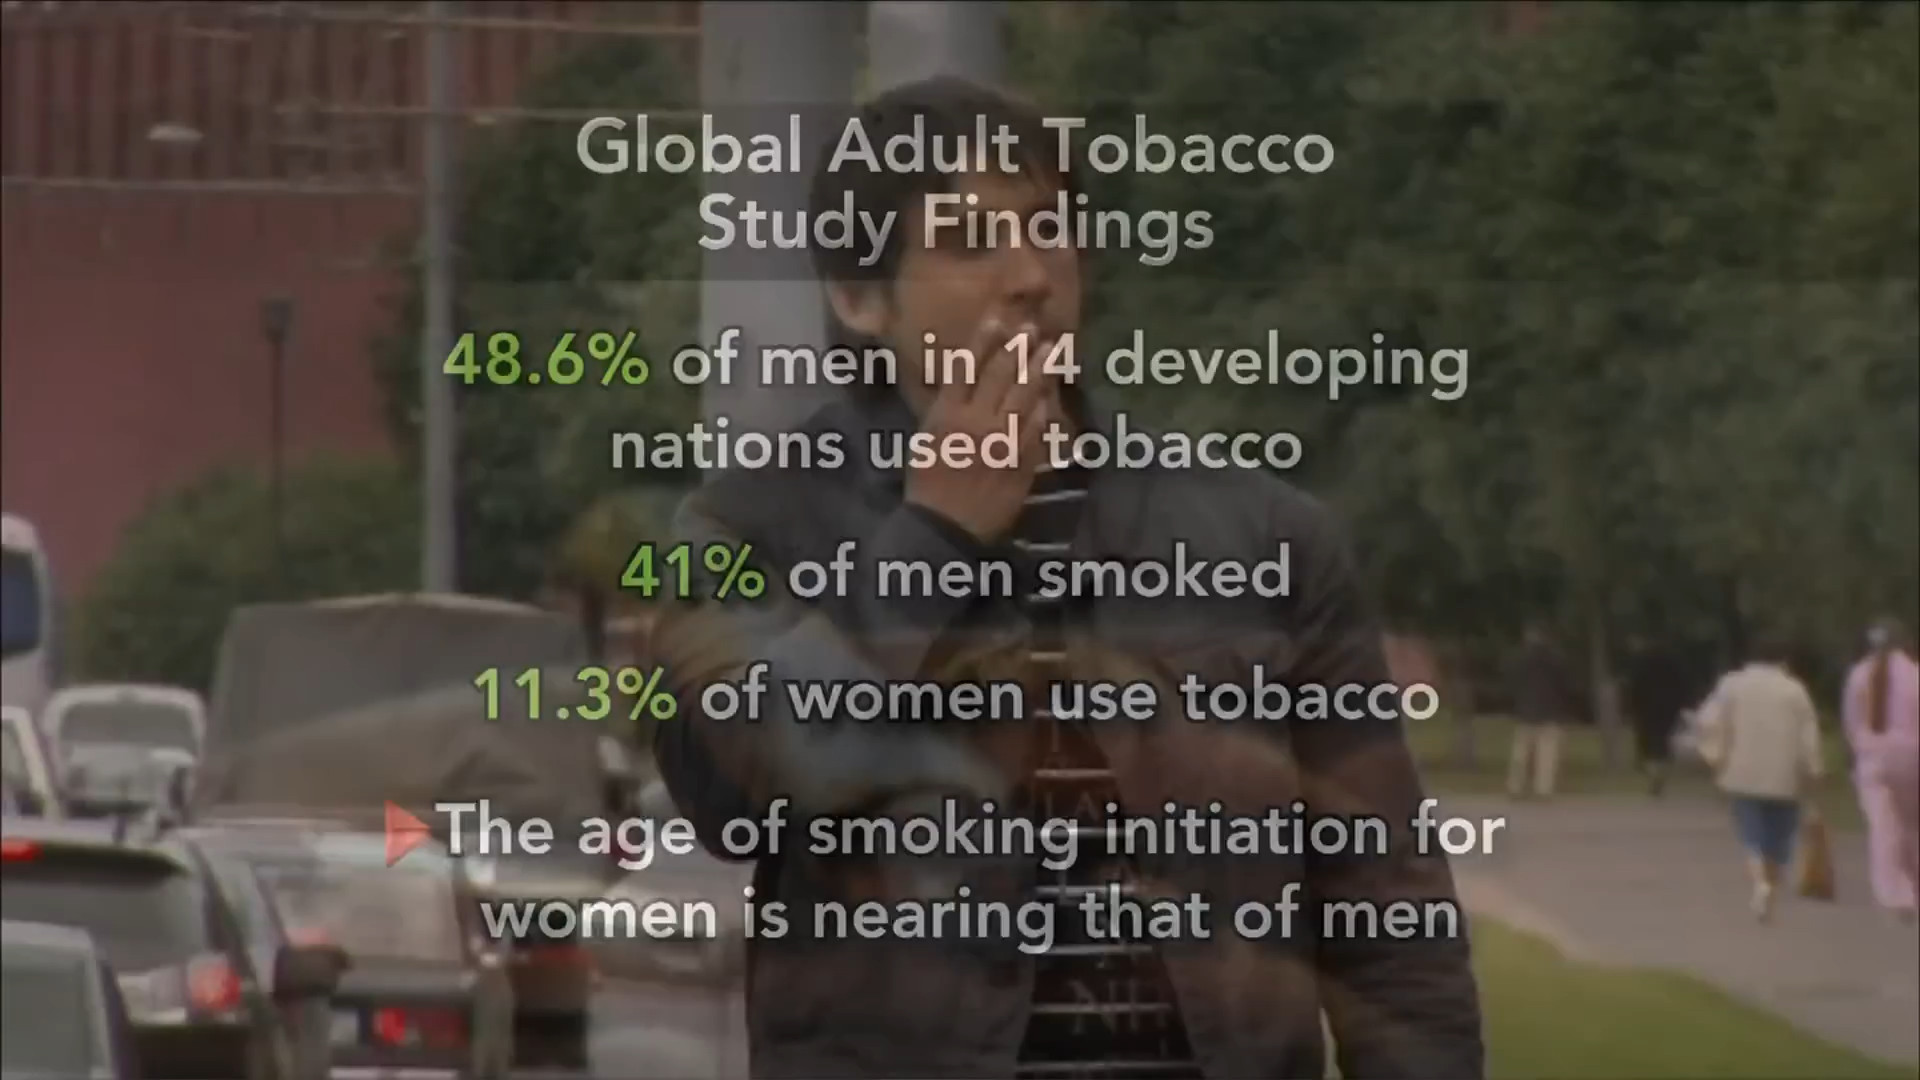 Global Adult Tobacco
Study Findings
48.6% of men in 14 developing
nations used tobacco
41% of men smoked
11.3% of women use tobacco
The age of smoking initiation for
women is nearing that of men